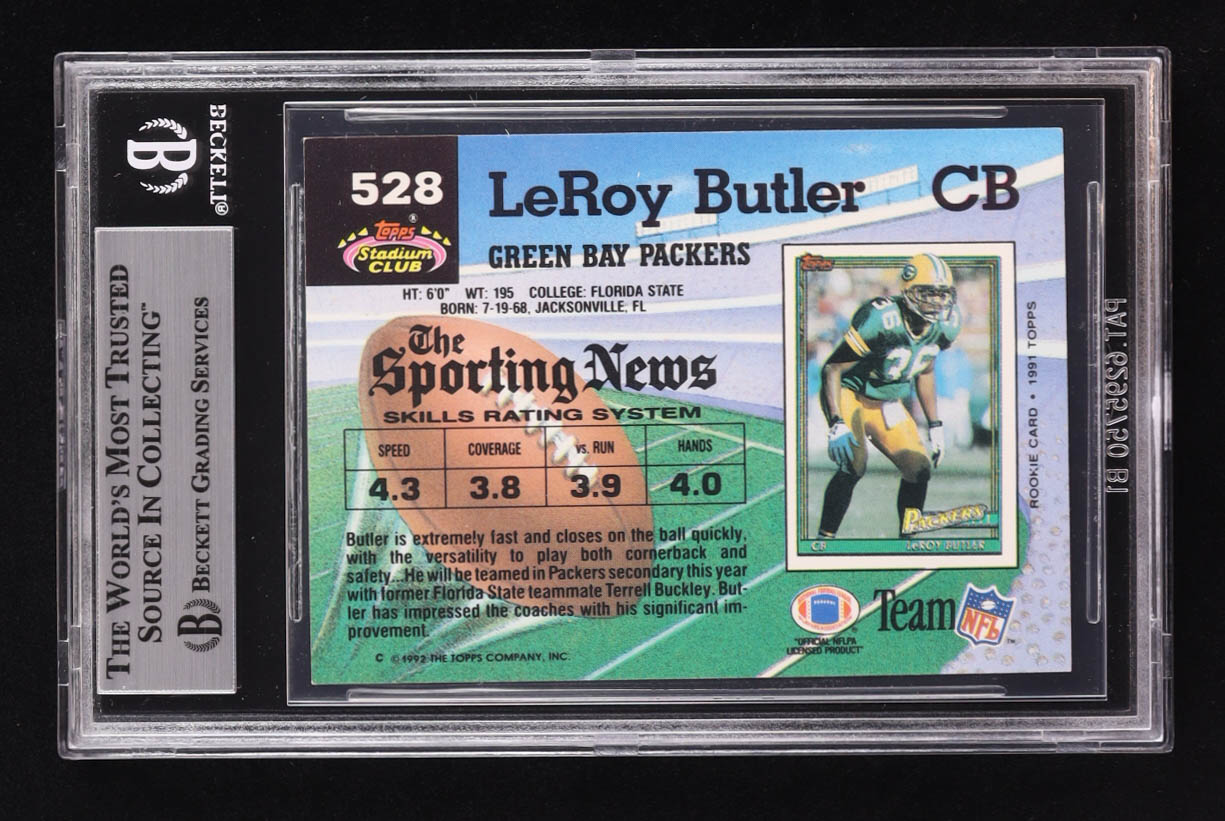 BECKETT®
B
THE WORLD'S MOST TRUSTED
SOURCE IN COLLECTING™
B BECKETT GRADING SERVICES
528
Topps®
Stadium
CLUB
LeRoy Butler CB
GREEN BAY PACKERS
HT: 6'0" WT: 195 COLLEGE: FLORIDA STATE
BORN: 7-19-68, JACKSONVILLE, FL
The
Sporting News
SKILLS RATING SYSTEM
SPEED COVERAGE vs. RUN HANDS
4.3 3.8 3.9 4.0
Butler is extremely fast and closes on the ball quickly,
with the versatility to play both cornerback and
safety...He will be teamed in Packers secondary this year
with former Florida State teammate Terrell Buckley. But-
ler has impressed the coaches with his significant im-
provement.
C © 1992 THE TOPPS COMPANY, INC.
TOPPS
36
36
PACKERS
CB LeROY BUTLER
ROOKIE CARD • 1991 TOPPS
"OFFICIAL NFLPA
LICENSED PRODUCT"
Team NFL™